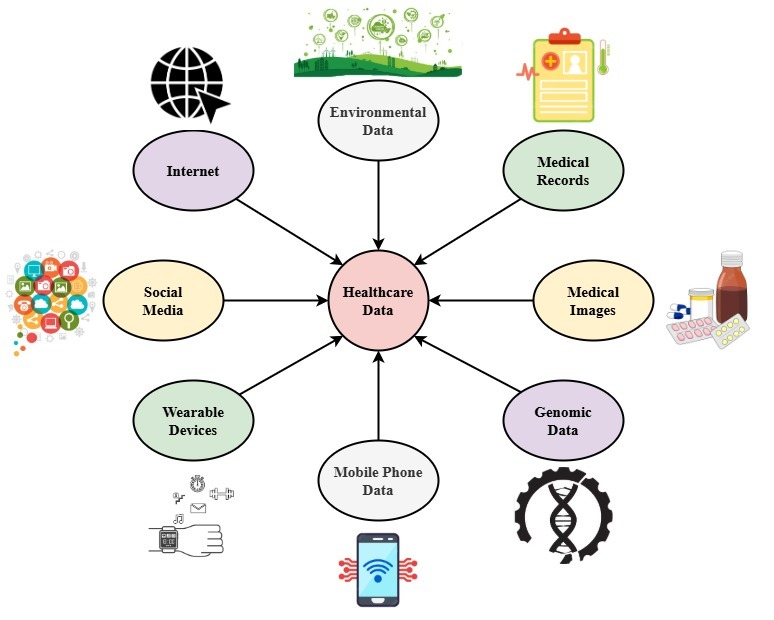 Environmental
Data
Internet
Medical
Records
Social
Media
Healthcare
Data
Medical
Images
Wearable
Devices
Genomic
Data
Mobile Phone
Data